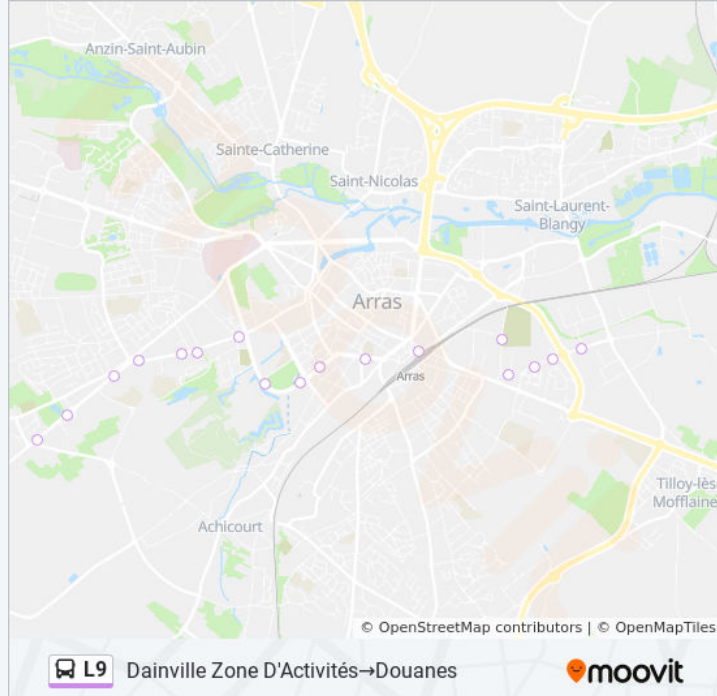 Anzin-Saint-Aubin
Sainte-Catherine
Saint-Nicolas
Saint-Laurent-
Blangy
Arras
Arras
Tilloy-lès-
Mofflaine
Achicourt
© OpenStreetMap contributors | © OpenMapTiles
L9 Dainville Zone D'Activités→Douanes
moovit